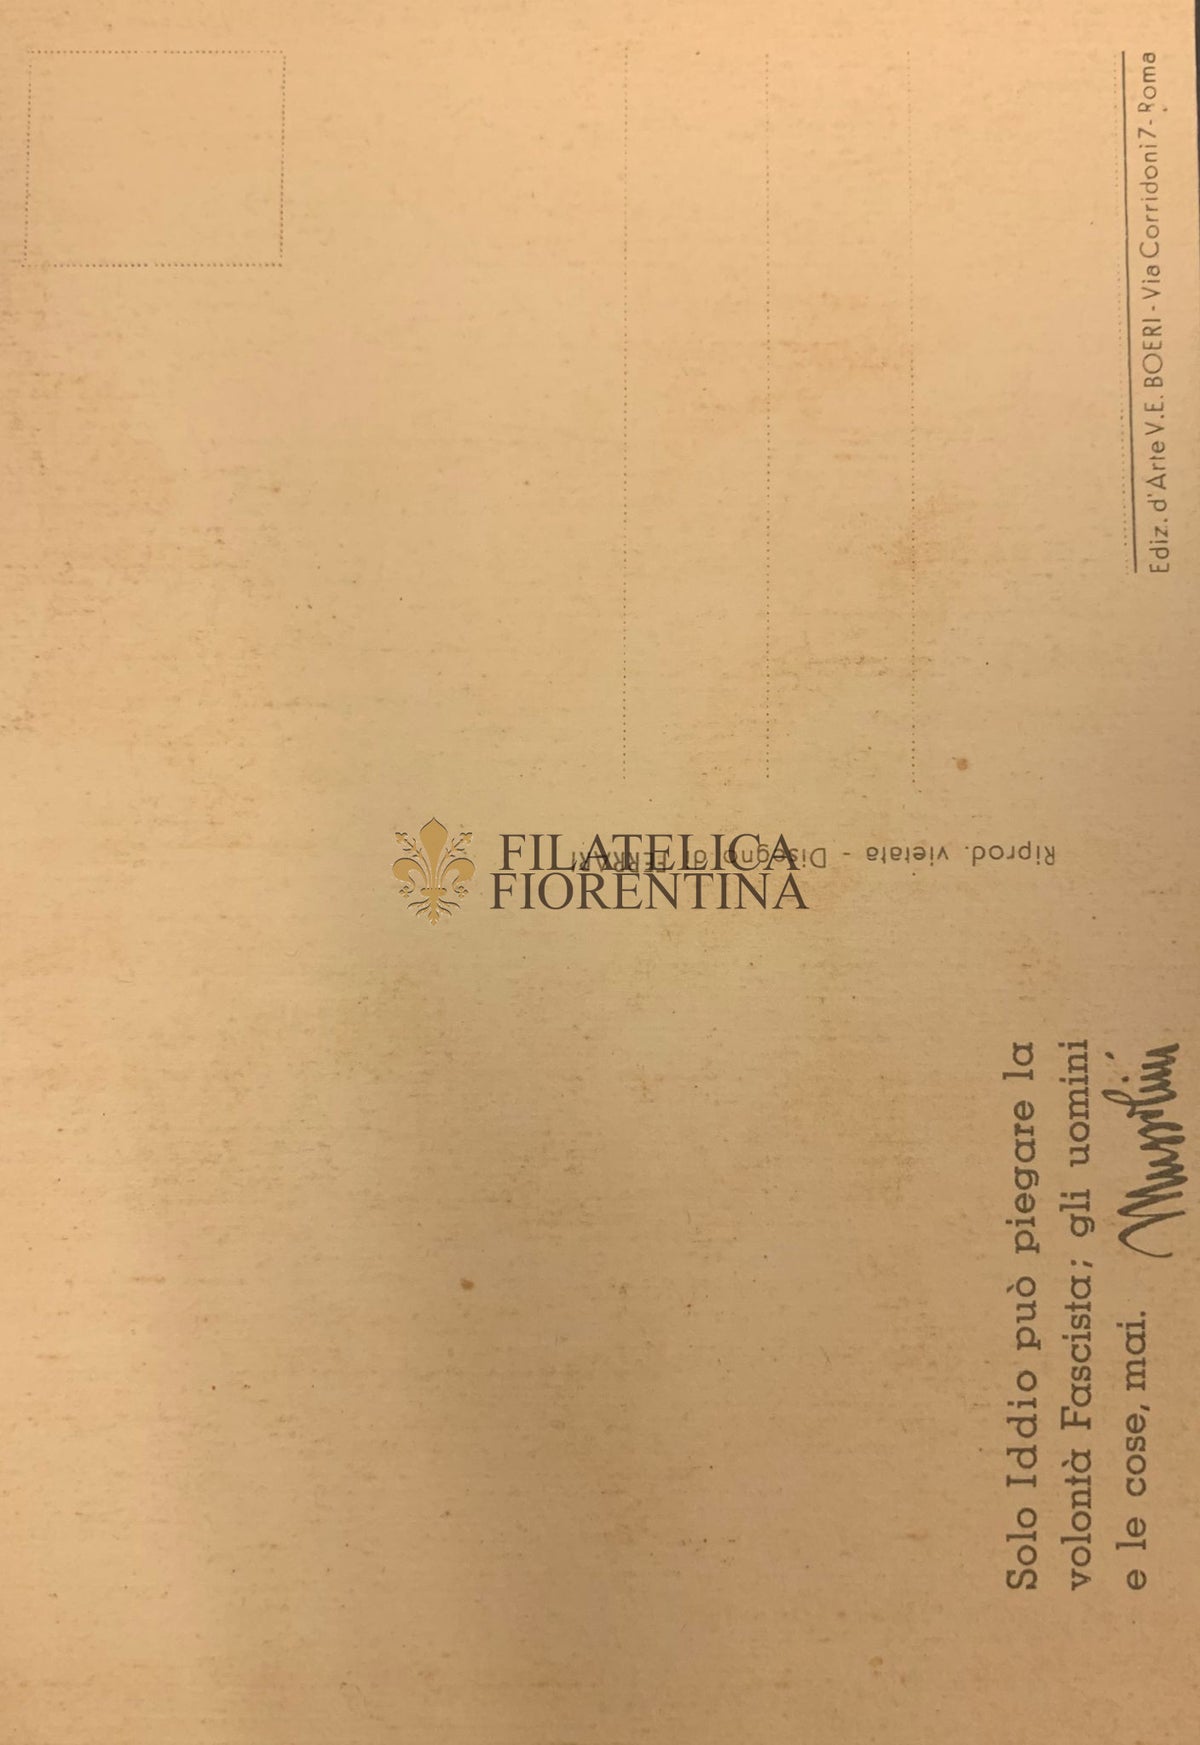 Solo Iddio può piegare la
volontà Fascista; gli uomini
e le cose, mai.
Mussolini
Riprod. vietata - Disegno di FERRARI
Ediz. d'Arte V. E. BOERI - Via Corridoni 7 - Roma
FILATELICA
FIORENTINA